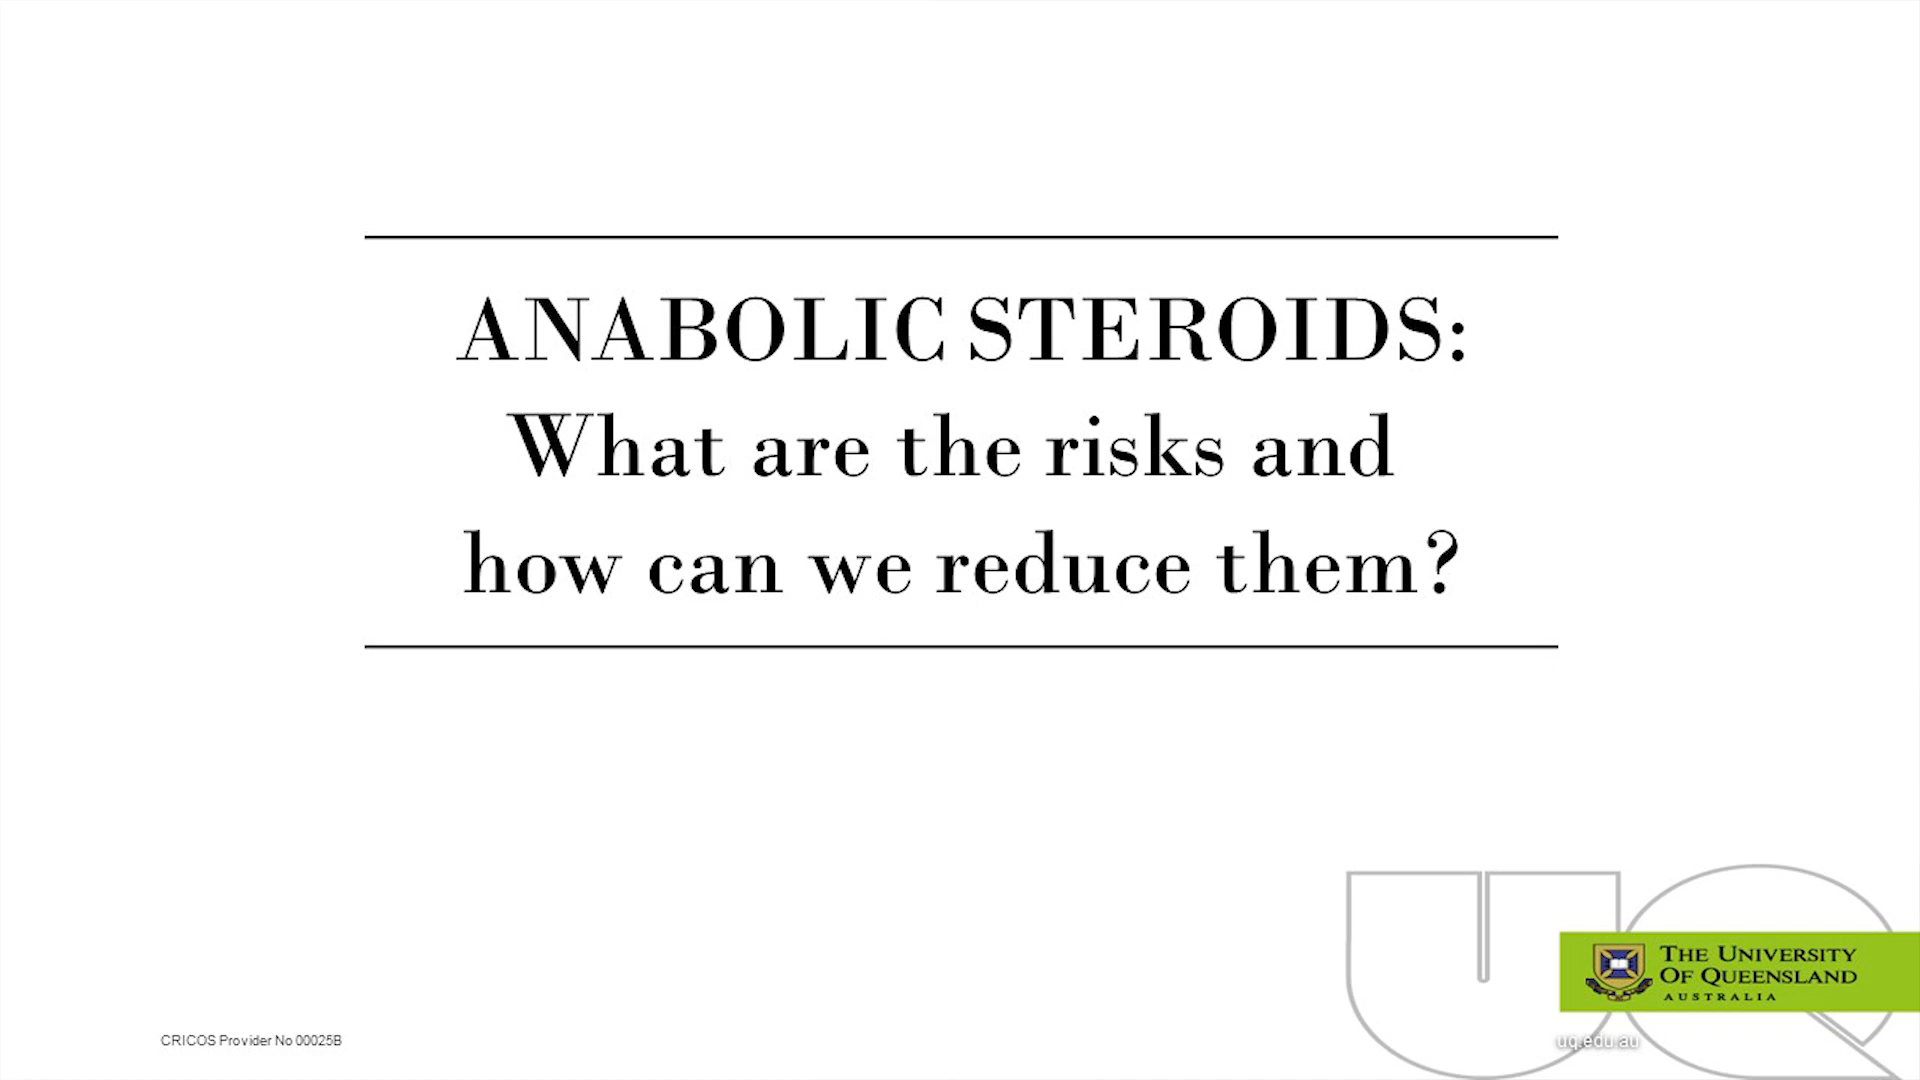 ANABOLIC STEROIDS:
What are the risks and
how can we reduce them?
UQ
THE UNIVERSITY
OF QUEENSLAND
AUSTRALIA
CRICOS Provider No 00025B
uq.edu.au